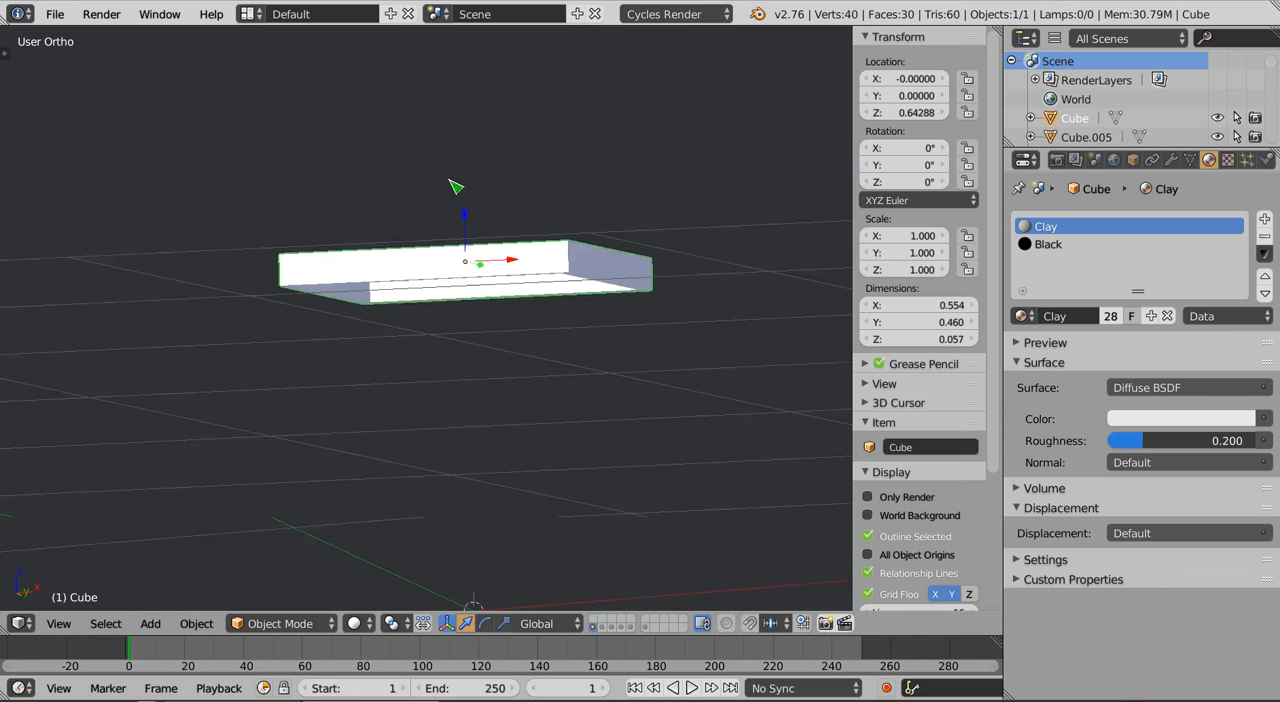 File Render Window Help Default Scene Cycles Render v2.76 | Verts:40 | Faces:30 | Tris:60 | Objects:1/1 | Lamps:0/0 | Mem:30.79M | Cube
User Ortho
Transform
Location:
X: -0.00000
Y: 0.00000
Z: 0.64288
Rotation:
X: 0°
Y: 0°
Z: 0°
XYZ Euler
Scale:
X: 1.000
Y: 1.000
Z: 1.000
Dimensions:
X: 0.554
Y: 0.460
Z: 0.057
Grease Pencil
View
3D Cursor
Item
Cube
Display
Only Render
World Background
Outline Selected
All Object Origins
Relationship Lines
Grid Floo X Y Z
All Scenes
Scene
RenderLayers
World
Cube
Cube.005
Cube Clay
Clay
Black
Clay 28 F Data
Preview
Surface
Surface: Diffuse BSDF
Color:
Roughness: 0.200
Normal: Default
Volume
Displacement
Displacement: Default
Settings
Custom Properties
(1) Cube
View Select Add Object Object Mode Global
-20 0 20 40 60 80 100 120 140 160 180 200 220 240 260 280
View Marker Frame Playback Start: 1 End: 250 1 No Sync